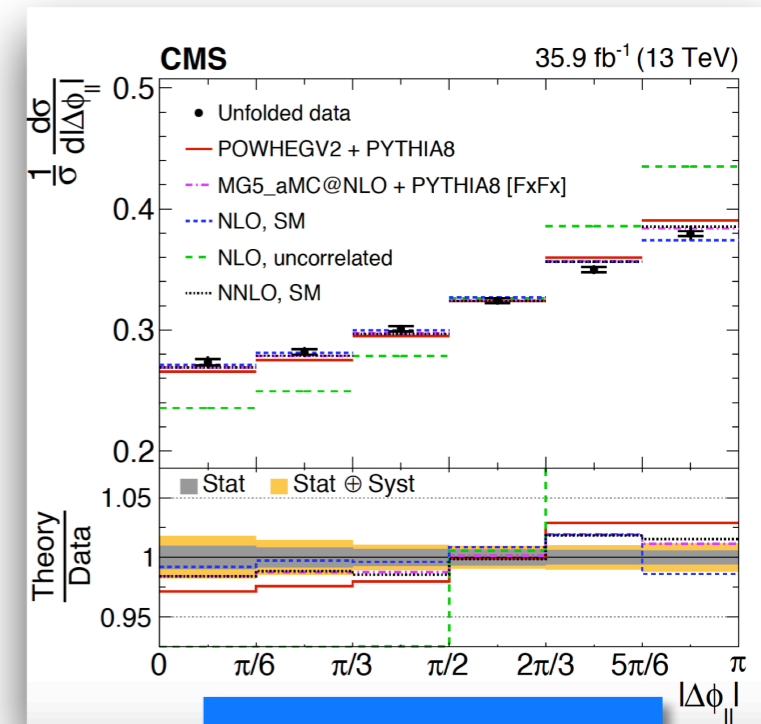 CMS 35.9 fb⁻¹ (13 TeV)
1/σ dσ/d|Δϕ_ll|
0.5
Unfolded data
POWHEGV2 + PYTHIA8
MG5_aMC@NLO + PYTHIA8 [FxFx]
0.4
NLO, SM
NLO, uncorrelated
NNLO, SM
0.3
0.2
Stat Stat ⊕ Syst
1.05
Theory/Data
1
0.95
0 π/6 π/3 π/2 2π/3 5π/6 π
|Δϕ_ll|